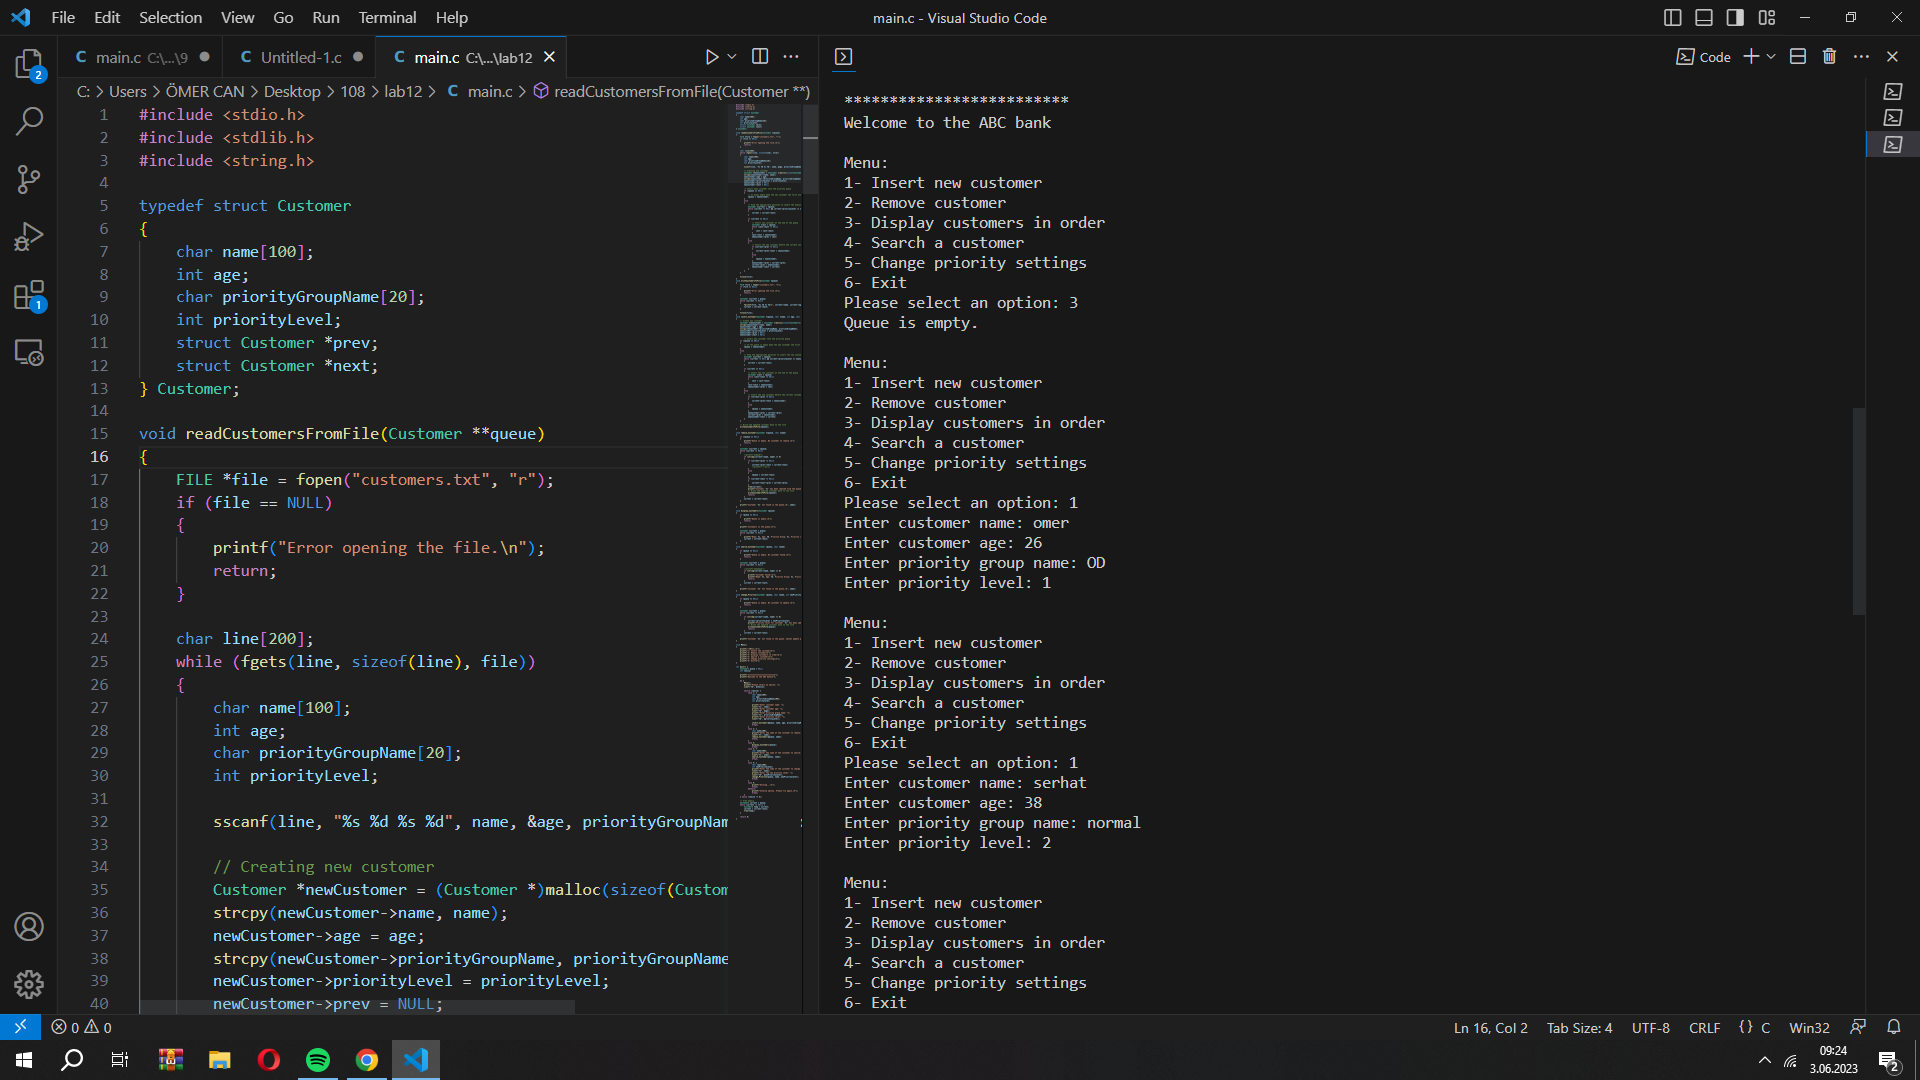 File Edit Selection View Go Run Terminal Help
main.c - Visual Studio Code
main.c C:\...\9
Untitled-1.c
main.c C:\...\lab12
C: > Users > ÖMER CAN > Desktop > 108 > lab12 > C main.c > readCustomersFromFile(Customer **)
1 #include <stdio.h>
2 #include <stdlib.h>
3 #include <string.h>
4
5 typedef struct Customer
6 {
7 char name[100];
8 int age;
9 char priorityGroupName[20];
10 int priorityLevel;
11 struct Customer *prev;
12 struct Customer *next;
13 } Customer;
14
15 void readCustomersFromFile(Customer **queue)
16 {
17 FILE *file = fopen("customers.txt", "r");
18 if (file == NULL)
19 {
20 printf("Error opening the file.\n");
21 return;
22 }
23
24 char line[200];
25 while (fgets(line, sizeof(line), file))
26 {
27 char name[100];
28 int age;
29 char priorityGroupName[20];
30 int priorityLevel;
31
32 sscanf(line, "%s %d %s %d", name, &age, priorityGroupNam
33
34 // Creating new customer
35 Customer *newCustomer = (Customer *)malloc(sizeof(Custom
36 strcpy(newCustomer->name, name);
37 newCustomer->age = age;
38 strcpy(newCustomer->priorityGroupName, priorityGroupName
39 newCustomer->priorityLevel = priorityLevel;
40 newCustomer->prev = NULL;
Code
*************************
Welcome to the ABC bank

Menu:
1- Insert new customer
2- Remove customer
3- Display customers in order
4- Search a customer
5- Change priority settings
6- Exit
Please select an option: 3
Queue is empty.

Menu:
1- Insert new customer
2- Remove customer
3- Display customers in order
4- Search a customer
5- Change priority settings
6- Exit
Please select an option: 1
Enter customer name: omer
Enter customer age: 26
Enter priority group name: OD
Enter priority level: 1

Menu:
1- Insert new customer
2- Remove customer
3- Display customers in order
4- Search a customer
5- Change priority settings
6- Exit
Please select an option: 1
Enter customer name: serhat
Enter customer age: 38
Enter priority group name: normal
Enter priority level: 2

Menu:
1- Insert new customer
2- Remove customer
3- Display customers in order
4- Search a customer
5- Change priority settings
6- Exit
2
1
0 0
Ln 16, Col 2 Tab Size: 4 UTF-8 CRLF {} C Win32
09:24
3.06.2023
2